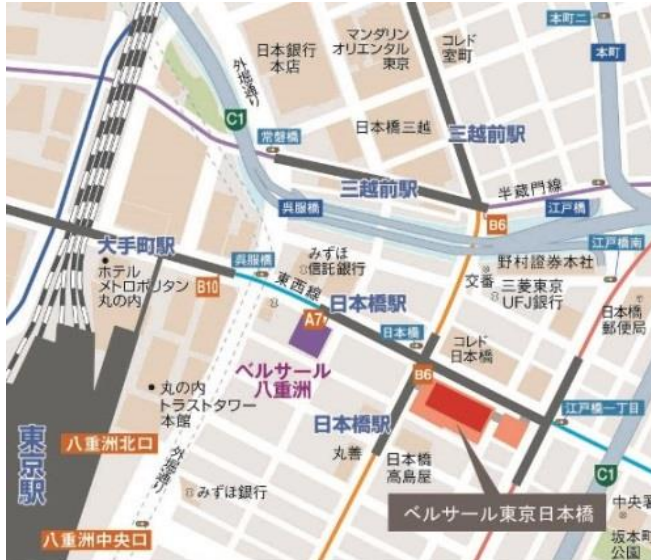 本町二
マンダリン
オリエンタル
東京
コレド
室町
日本銀行
本店
外堀通り
本町
C1
常盤橋
日本橋三越
三越前駅
三越前駅
半蔵門線
呉服橋
江戸橋
B6
江戸橋南
大手町駅
呉服橋
みずほ
信託銀行
野村證券本社
ホテル
メトロポリタン
丸の内
B10
東西線
交番
三菱東京
UFJ銀行
日本橋駅
日本橋
A7
コレド
日本橋
日本橋
郵便局
ベルサール
八重洲
B6
丸の内
トラストタワー
本館
江戸橋一丁目
日本橋駅
東京駅
八重洲北口
外堀通り
丸善
日本橋
高島屋
C1
みずほ銀行
ベルサール東京日本橋
中央署
八重洲中央口
坂本町
公園